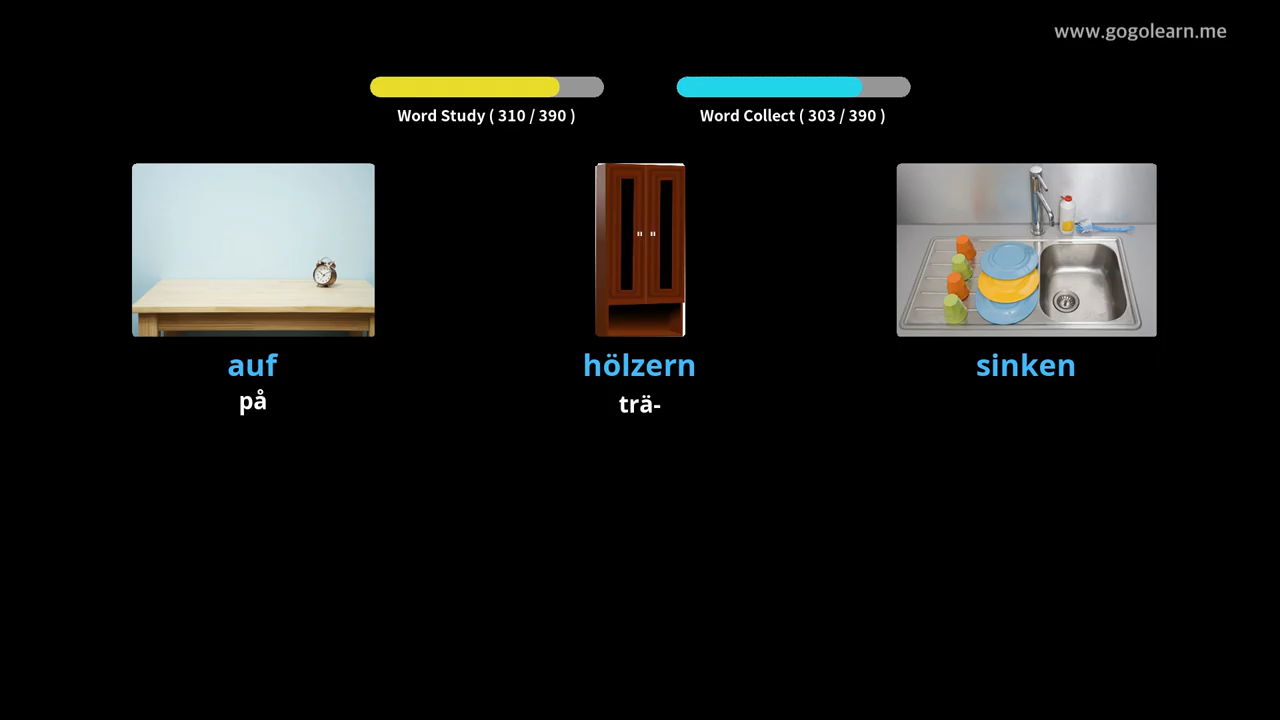 www.gogolearn.me
Word Study ( 310 / 390 )
Word Collect ( 303 / 390 )
auf
på
hölzern
trä-
sinken